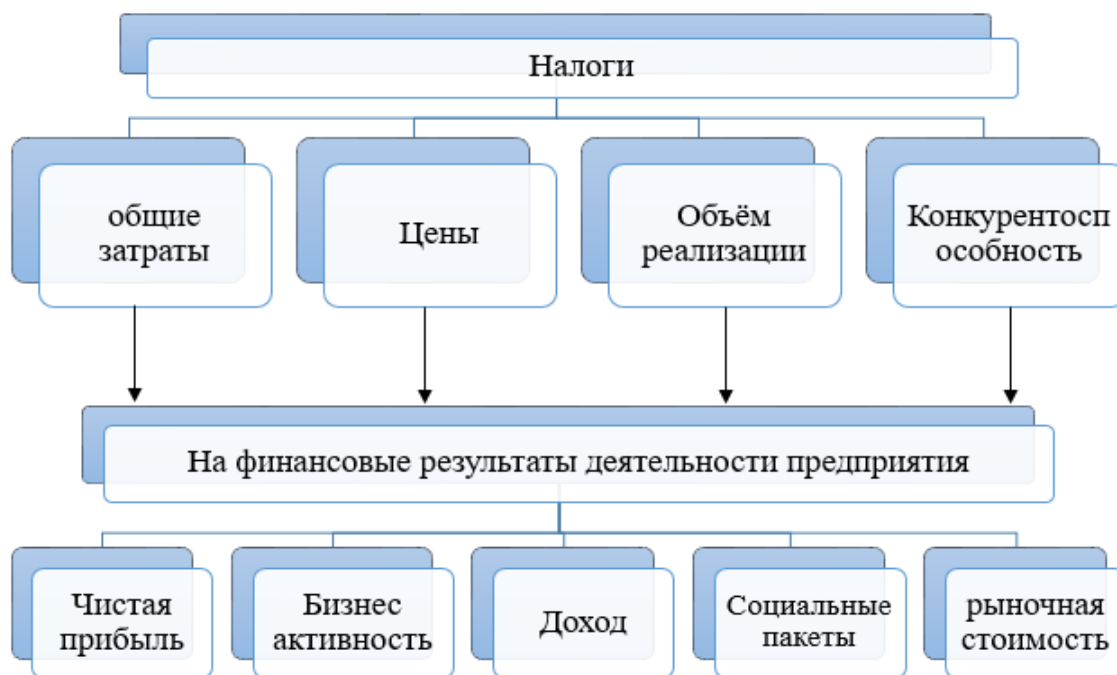 Налоги
общие
затраты
Цены
Объём
реализации
Конкурентосп
особность
На финансовые результаты деятельности предприятия
Чистая
прибыль
Бизнес
активность
Доход
Социальные
пакеты
рыночная
стоимость